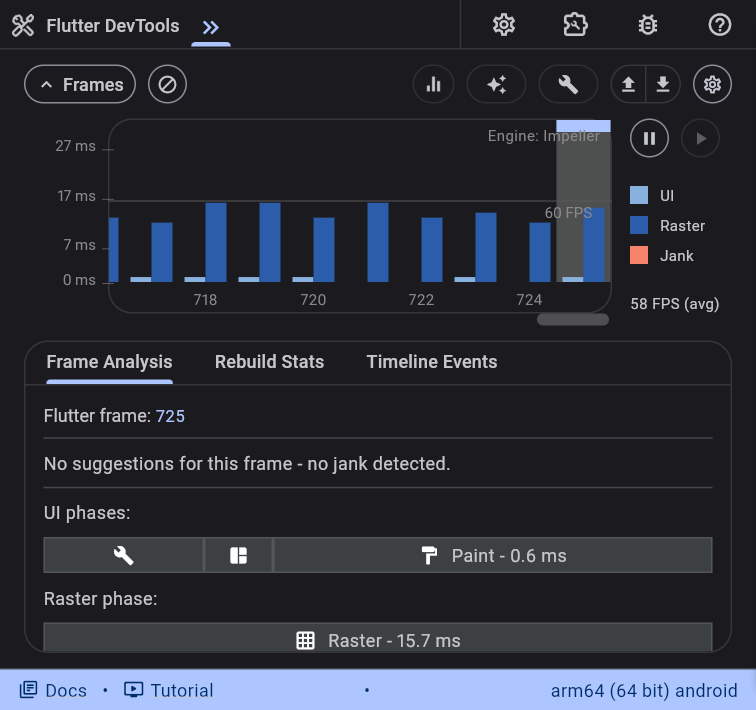 Flutter DevTools
Frames
Engine: Impeller
27 ms
17 ms
60 FPS
7 ms
0 ms
718 720 722 724
UI
Raster
Jank
58 FPS (avg)
Frame Analysis Rebuild Stats Timeline Events
Flutter frame: 725
No suggestions for this frame - no jank detected.
UI phases:
Paint - 0.6 ms
Raster phase:
Raster - 15.7 ms
Docs • Tutorial • arm64 (64 bit) android